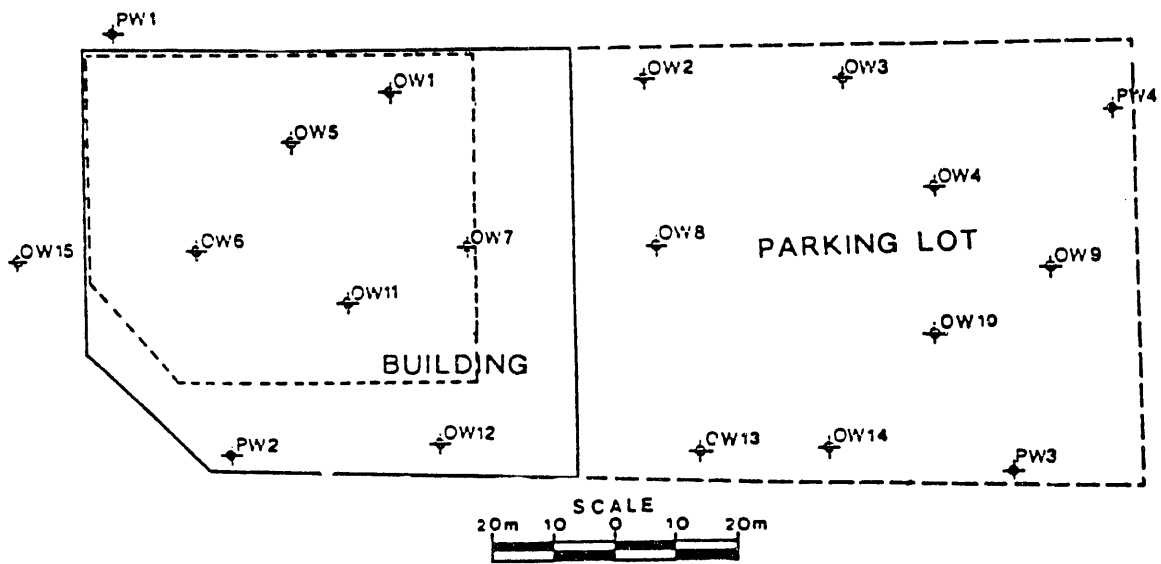 PW1
OW1
OW2
OW3
PW4
OW5
OW4
OW15
OW6
OW7
OW8
PARKING LOT
OW9
OW11
OW10
BUILDING
PW2
OW12
OW13
OW14
PW3
SCALE
20m 10 0 10 20m